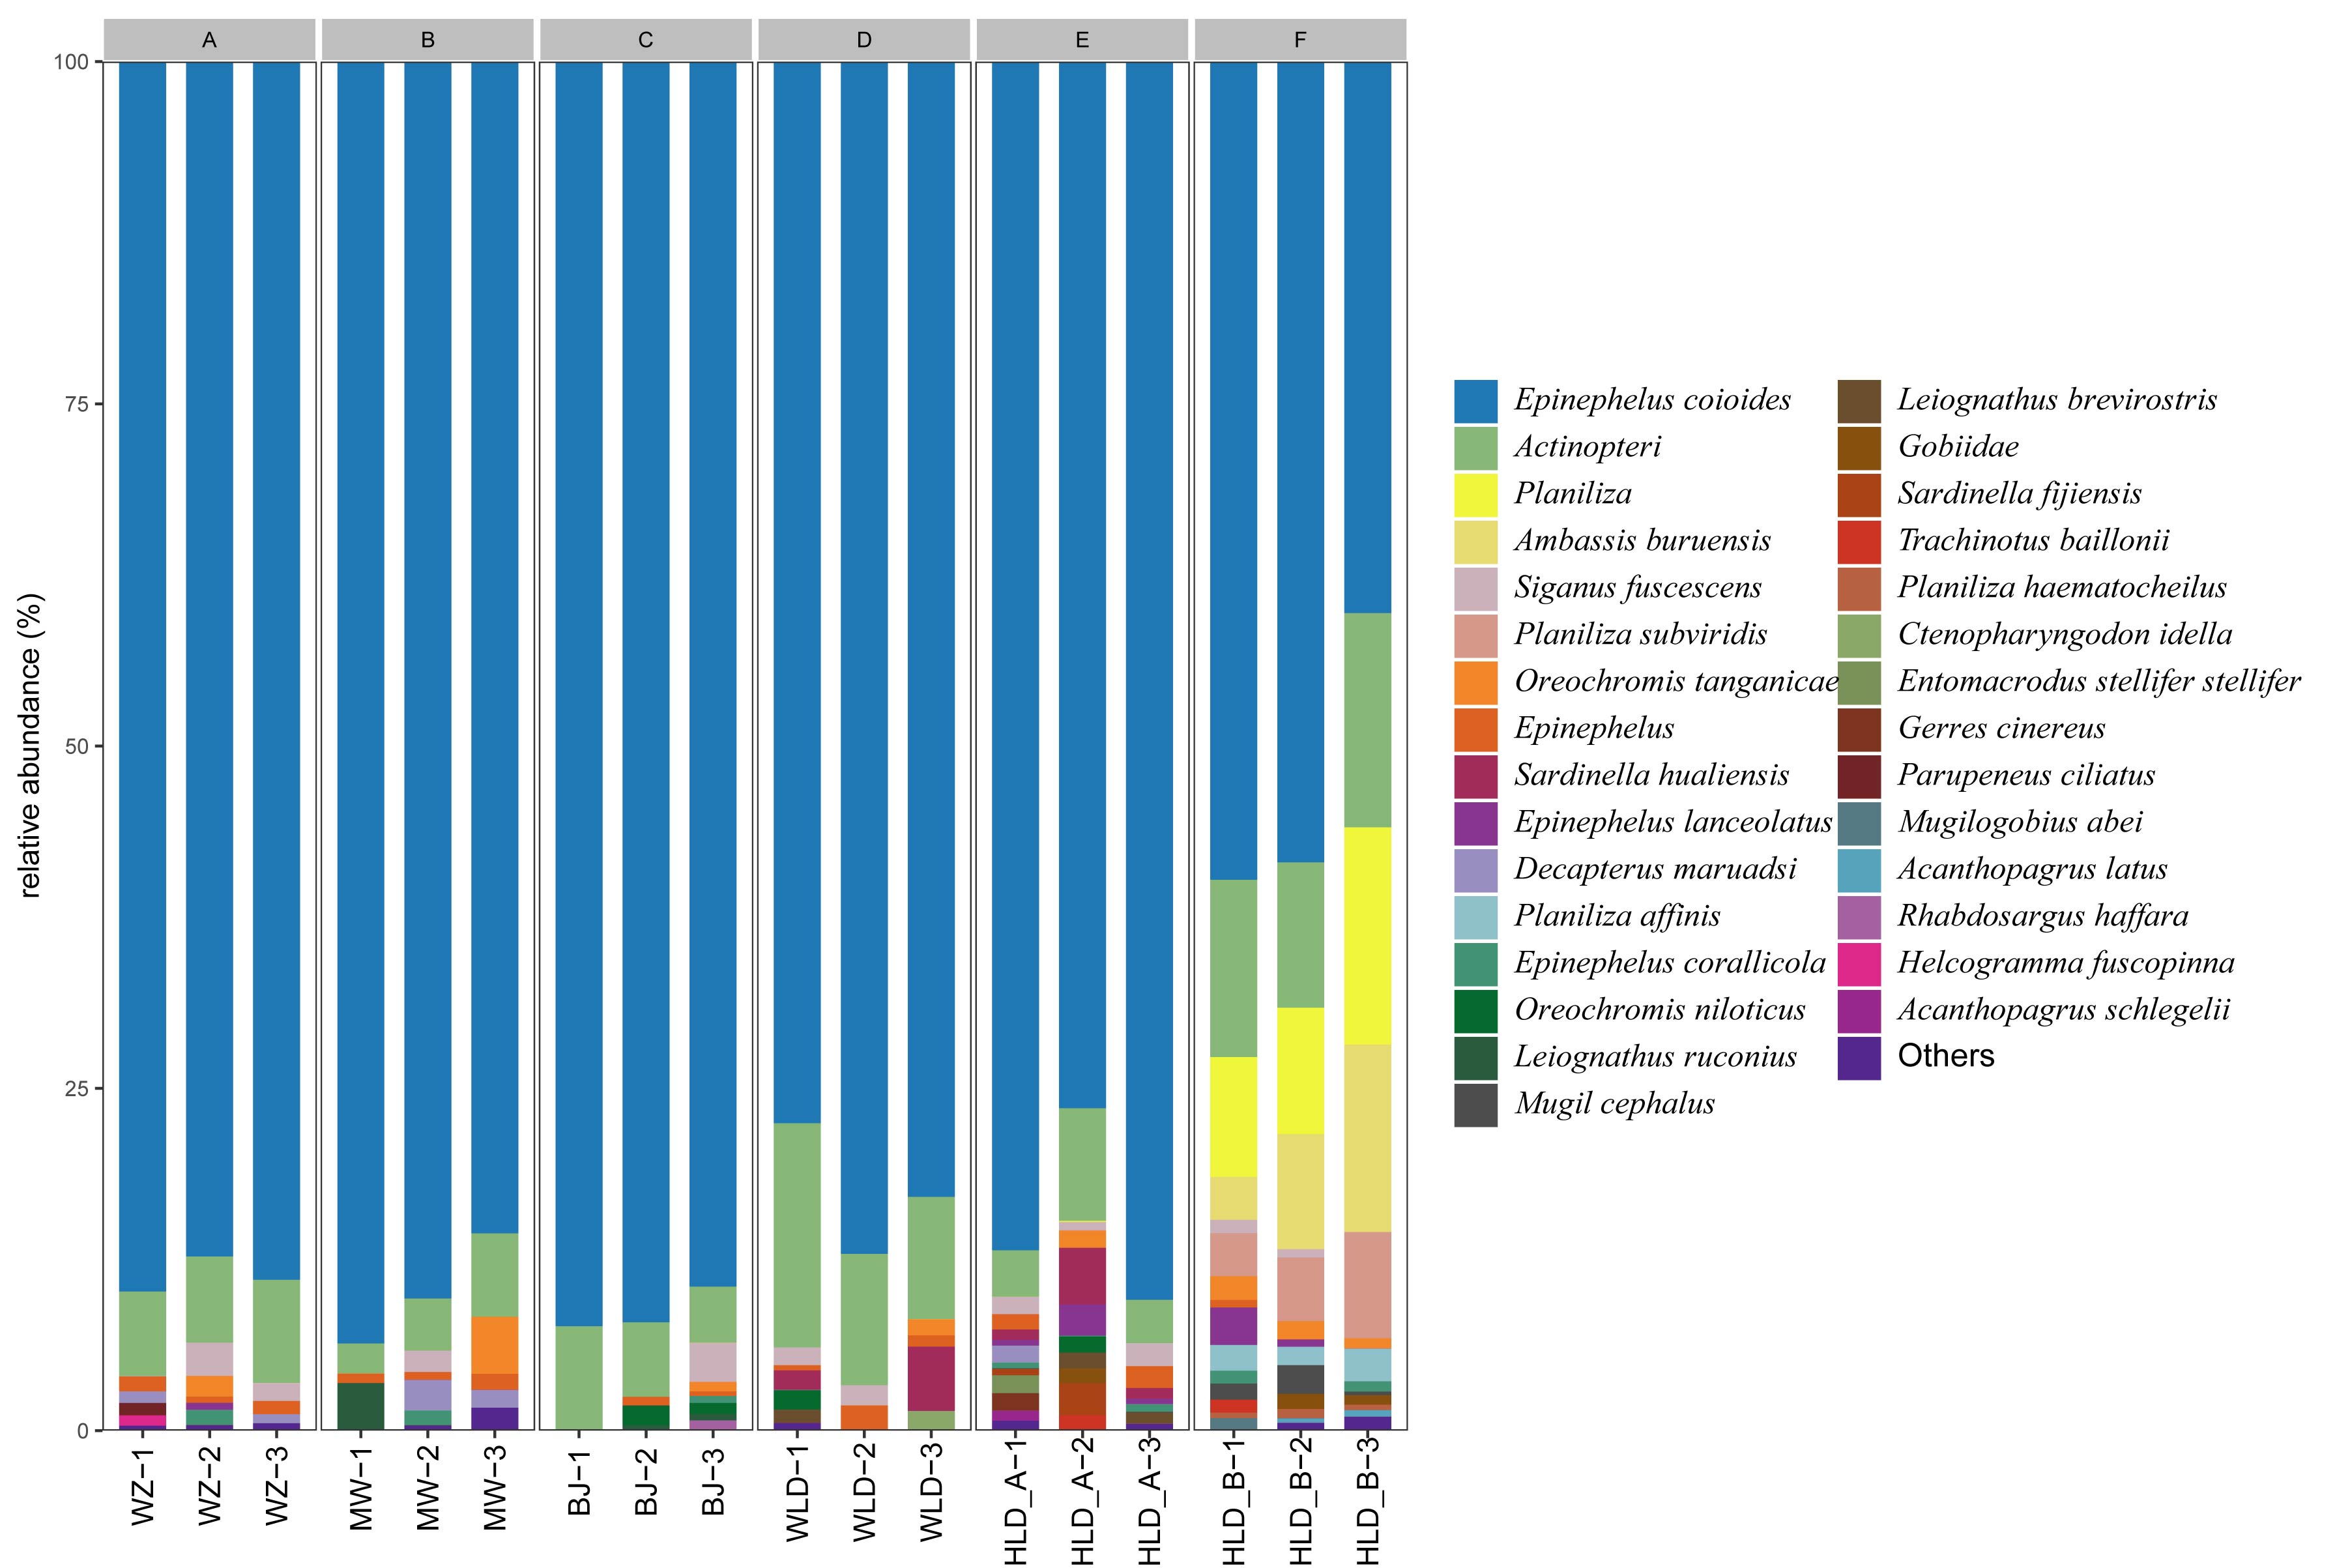 A B C D E F
100
75
50
25
0
relative abundance (%)
WZ-1 WZ-2 WZ-3 MW-1 MW-2 MW-3 BJ-1 BJ-2 BJ-3 WLD-1 WLD-2 WLD-3 HLD_A-1 HLD_A-2 HLD_A-3 HLD_B-1 HLD_B-2 HLD_B-3
Epinephelus coioides
Actinopteri
Planiliza
Ambassis buruensis
Siganus fuscescens
Planiliza subviridis
Oreochromis tanganicae
Epinephelus
Sardinella hualiensis
Epinephelus lanceolatus
Decapterus maruadsi
Planiliza affinis
Epinephelus corallicola
Oreochromis niloticus
Leiognathus ruconius
Mugil cephalus
Leiognathus brevirostris
Gobiidae
Sardinella fijiensis
Trachinotus baillonii
Planiliza haematocheilus
Ctenopharyngodon idella
Entomacrodus stellifer stellifer
Gerres cinereus
Parupeneus ciliatus
Mugilogobius abei
Acanthopagrus latus
Rhabdosargus haffara
Helcogramma fuscopinna
Acanthopagrus schlegelii
Others